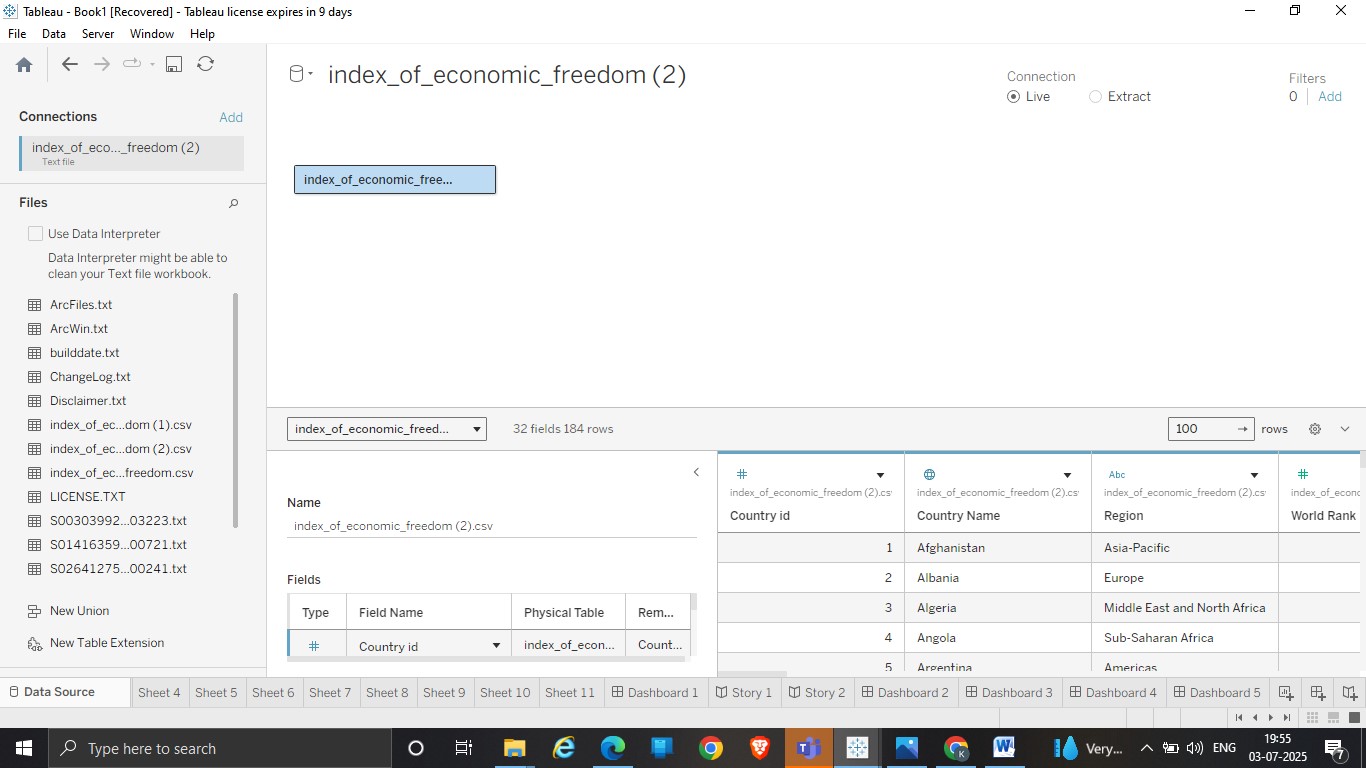 Tableau - Book1 [Recovered] - Tableau license expires in 9 days
File Data Server Window Help
index_of_economic_freedom (2)
Connection
Live Extract
Filters
0 Add
Connections Add
index_of_eco..._freedom (2)
Text file
Files
Use Data Interpreter
Data Interpreter might be able to
clean your Text file workbook.
ArcFiles.txt
ArcWin.txt
builddate.txt
ChangeLog.txt
Disclaimer.txt
index_of_ec...dom (1).csv
index_of_ec...dom (2).csv
index_of_ec...freedom.csv
LICENSE.TXT
S00303992...03223.txt
S01416359...00721.txt
S02641275...00241.txt
New Union
New Table Extension
index_of_economic_free...
index_of_economic_freed... 32 fields 184 rows 100 rows
Name
index_of_economic_freedom (2).csv
Fields
Type Field Name Physical Table Rem...
# Country id index_of_econ... Count...
# Abc #
index_of_economic_freedom (2).cs index_of_economic_freedom (2).cs index_of_economic_freedom (2).cs index_of_econo
Country id Country Name Region World Rank
1 Afghanistan Asia-Pacific
2 Albania Europe
3 Algeria Middle East and North Africa
4 Angola Sub-Saharan Africa
5 Argentina Americas
Data Source Sheet 4 Sheet 5 Sheet 6 Sheet 7 Sheet 8 Sheet 9 Sheet 10 Sheet 11 Dashboard 1 Story 1 Story 2 Dashboard 2 Dashboard 3 Dashboard 4 Dashboard 5
Type here to search
Very... ENG
19:55
03-07-2025
7